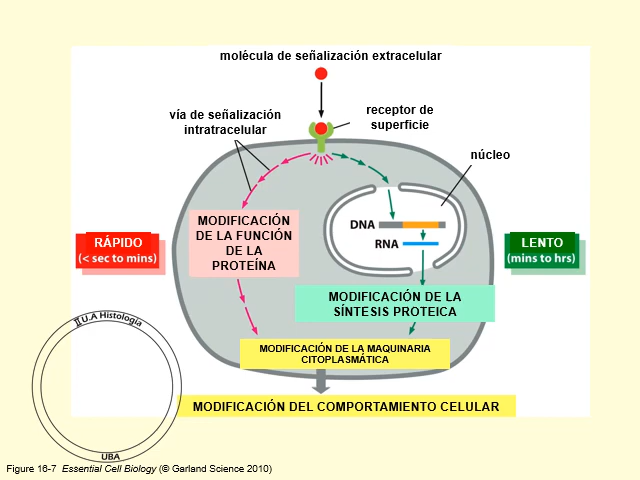 molécula de señalización extracelular
vía de señalización
intratracelular
receptor de
superficie
núcleo
MODIFICACIÓN
DE LA FUNCIÓN
DE LA
PROTEÍNA
DNA
RNA
RÁPIDO
(< sec to mins)
LENTO
(mins to hrs)
MODIFICACIÓN DE LA
SÍNTESIS PROTEICA
MODIFICACIÓN DE LA MAQUINARIA
CITOPLASMÁTICA
MODIFICACIÓN DEL COMPORTAMIENTO CELULAR
II U.A Histología
UBA
Figure 16-7 Essential Cell Biology (© Garland Science 2010)